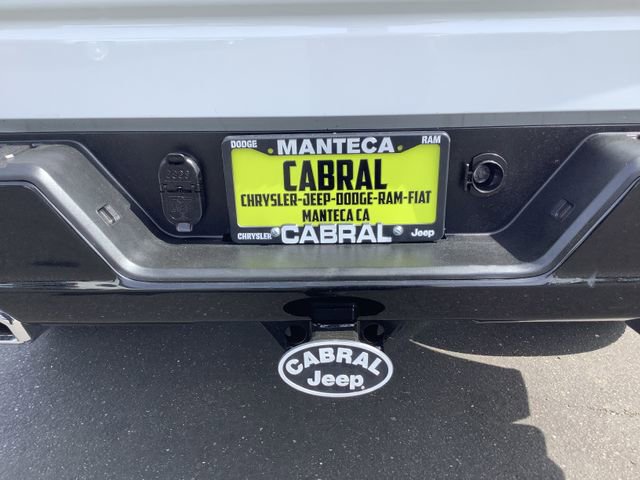 DODGE MANTECA RAM
CABRAL
CHRYSLER-JEEP-DODGE-RAM-FIAT
MANTECA CA
CHRYSLER CABRAL Jeep
CABRAL
Jeep